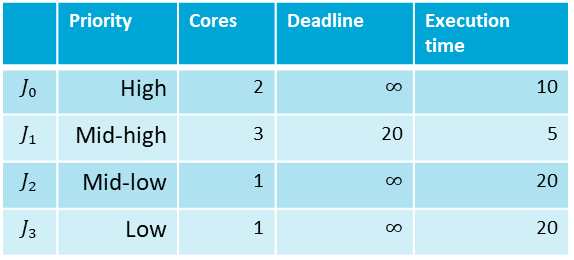 Priority Cores Deadline Execution time
J₀ High 2 ∞ 10
J₁ Mid-high 3 20 5
J₂ Mid-low 1 ∞ 20
J₃ Low 1 ∞ 20